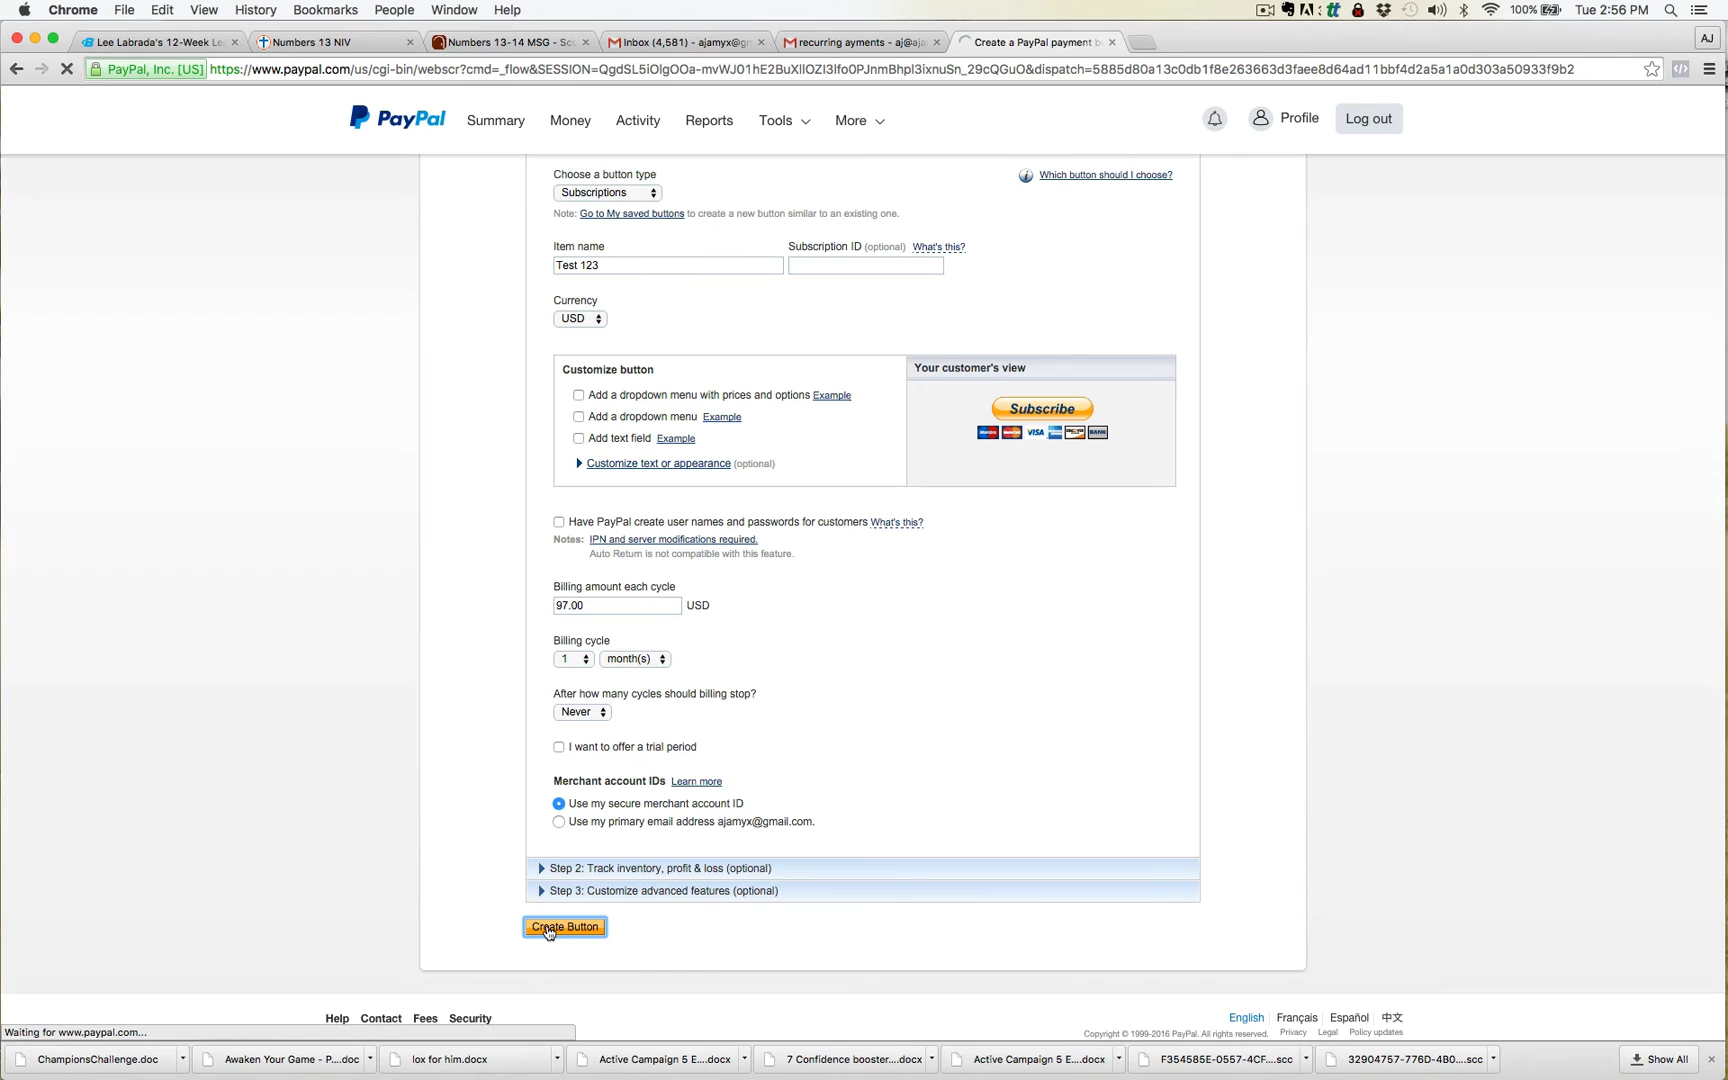 Chrome File Edit View History Bookmarks People Window Help 100% Tue 2:56 PM
Lee Labrada's 12-Week Le
Numbers 13 NIV
Numbers 13-14 MSG - Sc
Inbox (4,581) - ajamyx@g
recurring ayments - aj@aja
Create a PayPal payment b
AJ
PayPal, Inc. [US] https://www.paypal.com/us/cgi-bin/webscr?cmd=_flow&SESSION=
PayPal Summary Money Activity Reports Tools More Profile Log out
Choose a button type
Which button should I choose?
Subscriptions
Note: Go to My saved buttons to create a new button similar to an existing one.
Item name Subscription ID (optional) What's this?
Test 123
Currency
USD
Customize button
Your customer's view
Add a dropdown menu with prices and options Example
Subscribe
Add a dropdown menu Example
VISA BANK
Add text field Example
Customize text or appearance (optional)
Have PayPal create user names and passwords for customers What's this?
Notes: IPN and server modifications required.
Auto Return is not compatible with this feature.
Billing amount each cycle
97.00 USD
Billing cycle
1 month(s)
After how many cycles should billing stop?
Never
I want to offer a trial period
Merchant account IDs Learn more
Use my secure merchant account ID
Use my primary email address ajamyx@gmail.com.
Step 2: Track inventory, profit & loss (optional)
Step 3: Customize advanced features (optional)
Create Button
Help Contact Fees Security
English Français Español 中文
Waiting for www.paypal.com...
Copyright © 1999-2016 PayPal. All rights reserved. Privacy Legal Policy updates
ChampionsChallenge.doc
Awaken Your Game - P....doc
lox for him.docx
Active Campaign 5 E....docx
7 Confidence booster....docx
Active Campaign 5 E....docx
F354585E-0557-4CF....scc
32904757-776D-4B0....scc
Show All